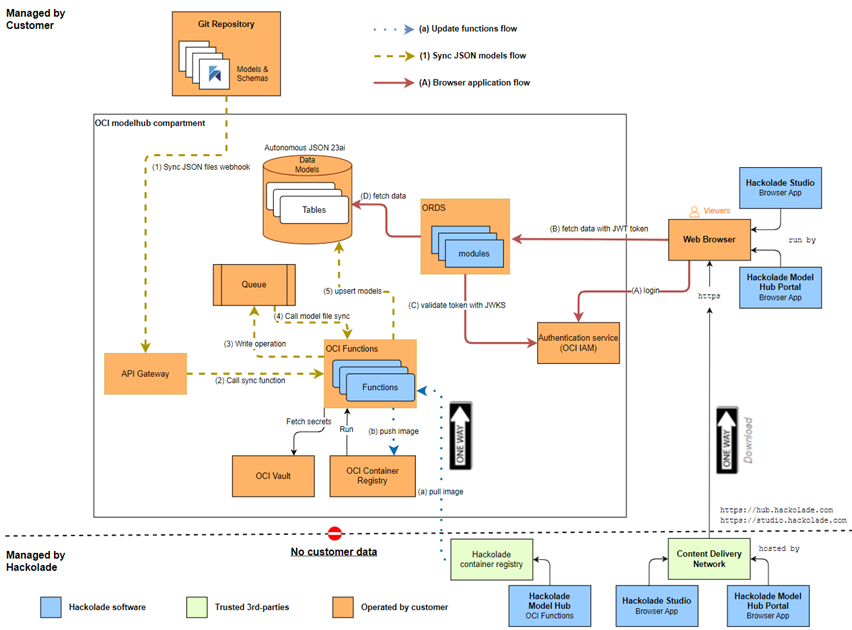 Managed by
Customer
Git Repository
Models &
Schemas
(a) Update functions flow
(1) Sync JSON models flow
(A) Browser application flow
OCI modelhub compartment
(1) Sync JSON files webhook
Autonomous JSON 23ai
Data
Models
Tables
(D) fetch data
ORDS
modules
(B) fetch data with JWT token
Viewers
Web Browser
Hackolade Studio
Browser App
run by
Hackolade Model
Hub Portal
Browser App
Queue
(5) upsert models
(4) Call model file sync
(3) Write operation
(C) validate token with JWKS
(A) login
https
Authentication service
(OCI IAM)
API Gateway
(2) Call sync function
OCI Functions
Functions
Fetch secrets
Run
(b) push image
ONE WAY
ONE WAY
Download
OCI Vault
OCI Container
Registry
(a) pull image
https://hub.hackolade.com
https://studio.hackolade.com
No customer data
Managed by
Hackolade
Hackolade
container registry
Content Delivery
Network
hosted by
Hackolade software
Trusted 3rd-parties
Operated by customer
Hackolade
Model Hub
OCI Functions
Hackolade Studio
Browser App
Hackolade Model
Hub Portal
Browser App